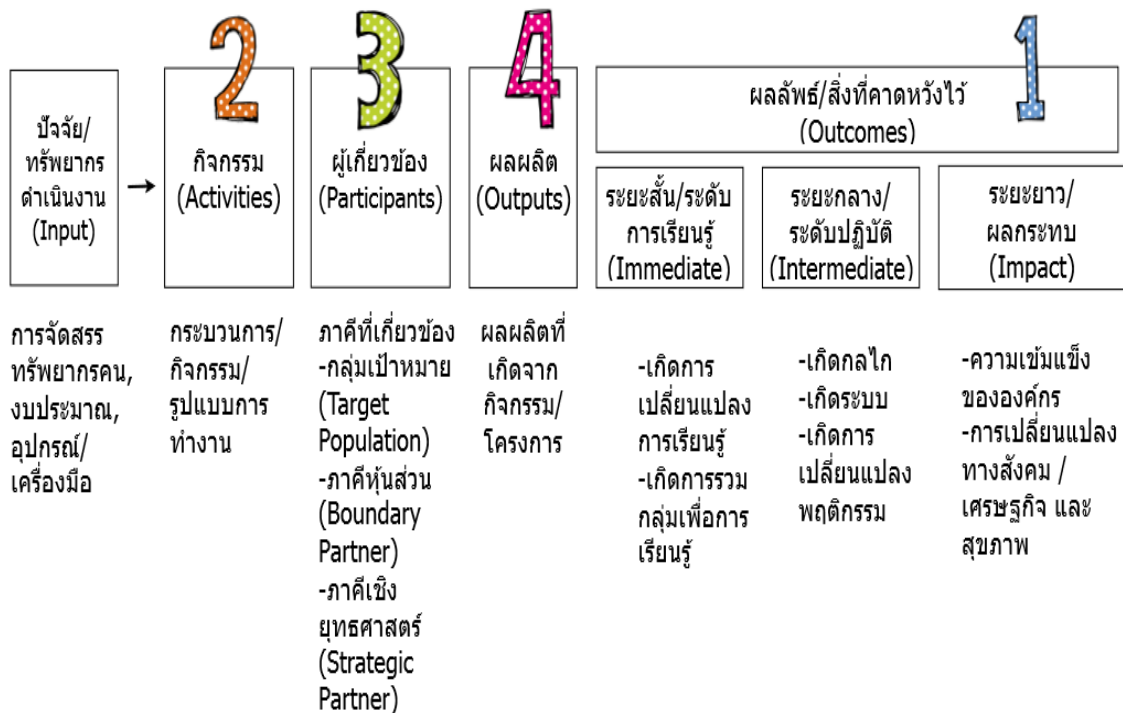 2
3
4
1
ปัจจัย/
ทรัพยากร
ดำเนินงาน
(Input)
→
กิจกรรม
(Activities)
ผู้เกี่ยวข้อง
(Participants)
ผลผลิต
(Outputs)
ผลลัพธ์/สิ่งที่คาดหวังไว้
(Outcomes)
ระยะสั้น/ระดับ
การเรียนรู้
(Immediate)
ระยะกลาง/
ระดับปฏิบัติ
(Intermediate)
ระยะยาว/
ผลกระทบ
(Impact)
การจัดสรร
ทรัพยากรคน,
งบประมาณ,
อุปกรณ์/
เครื่องมือ
กระบวนการ/
กิจกรรม/
รูปแบบการ
ทำงาน
ภาคีที่เกี่ยวข้อง
-กลุ่มเป้าหมาย
(Target
Population)
-ภาคีหุ้นส่วน
(Boundary
Partner)
-ภาคีเชิง
ยุทธศาสตร์
(Strategic
Partner)
ผลผลิตที่
เกิดจาก
กิจกรรม/
โครงการ
-เกิดการ
เปลี่ยนแปลง
การเรียนรู้
-เกิดการรวม
กลุ่มเพื่อการ
เรียนรู้
-เกิดกลไก
-เกิดระบบ
-เกิดการ
เปลี่ยนแปลง
พฤติกรรม
-ความเข้มแข็ง
ขององค์กร
-การเปลี่ยนแปลง
ทางสังคม /
เศรษฐกิจ และ
สุขภาพ